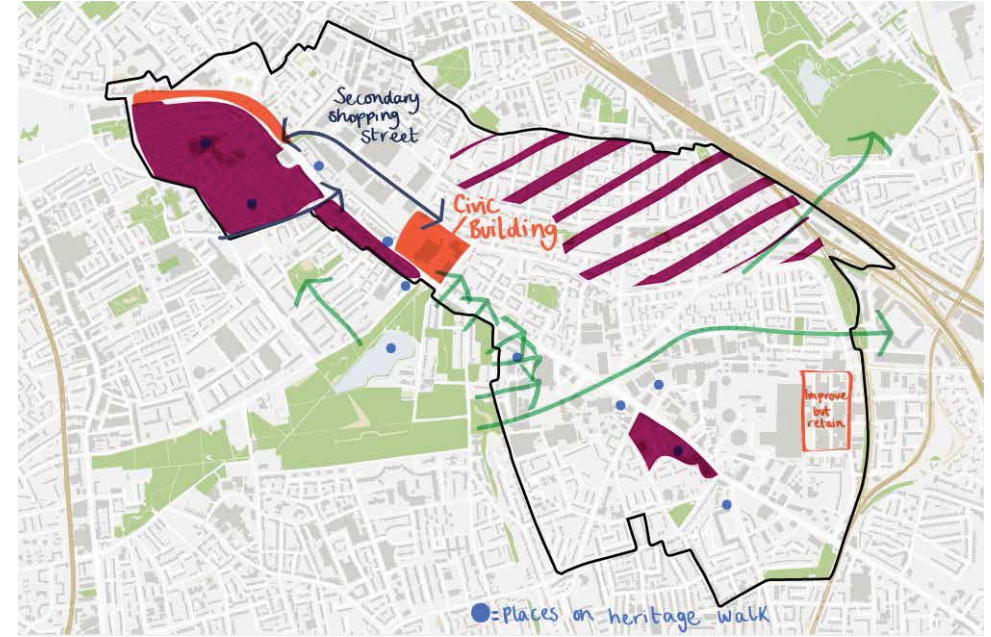 Secondary
shopping
street
Civic
Building
Improve
but
retain
= Places on heritage walk